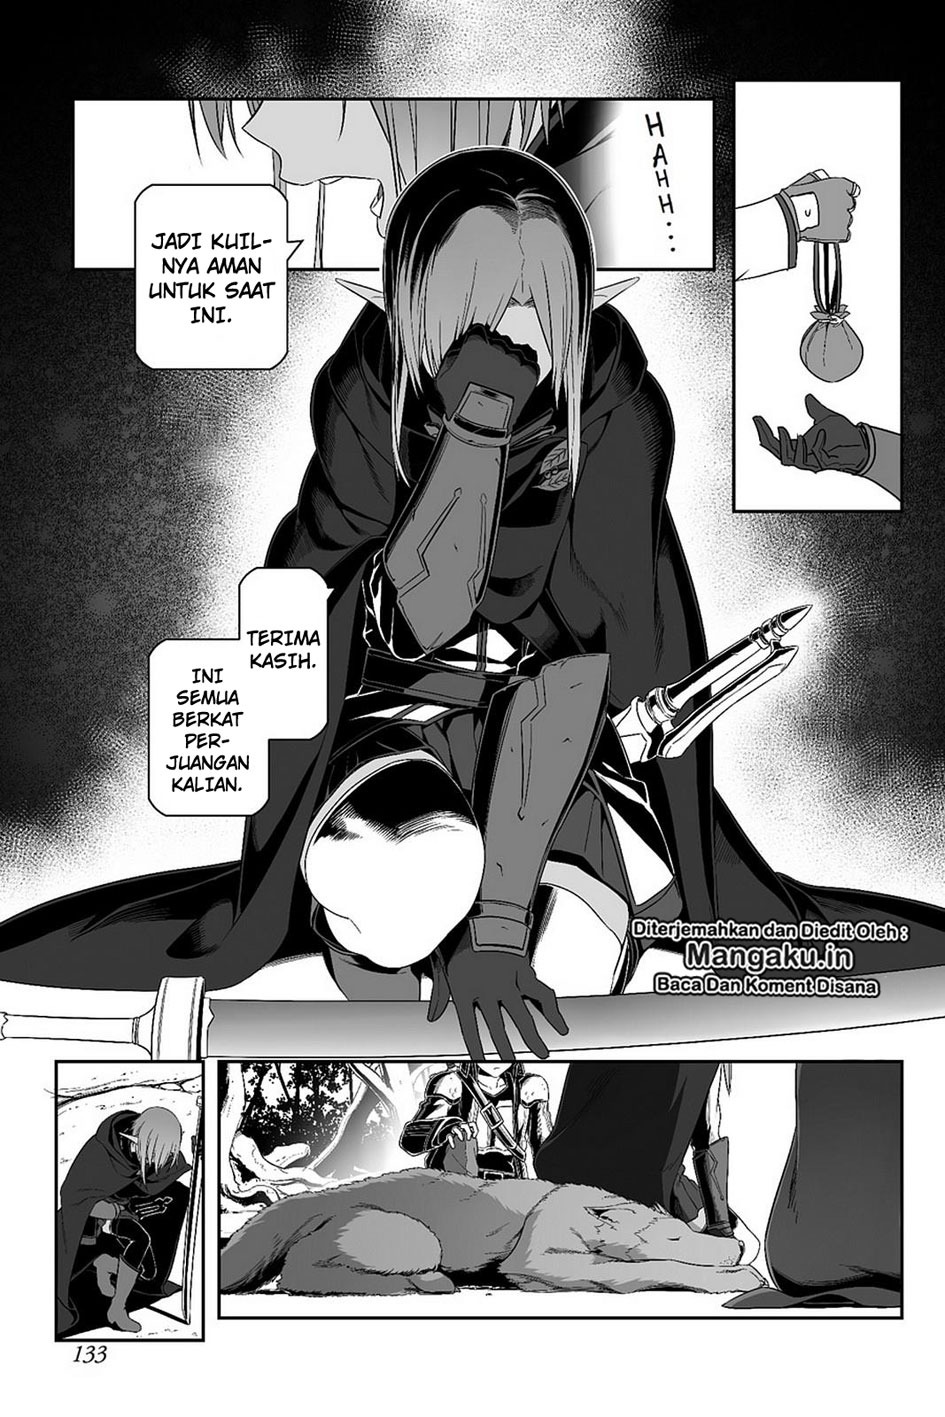 HAHH...
JADI KUIL-
NYA AMAN
UNTUK SAAT
INI.
TERIMA
KASIH.
INI
SEMUA
BERKAT
PER-
JUANGAN
KALIAN.
Diterjemahkan dan Diedit Oleh :
Mangaku.in
Baca Dan Koment Disana
133